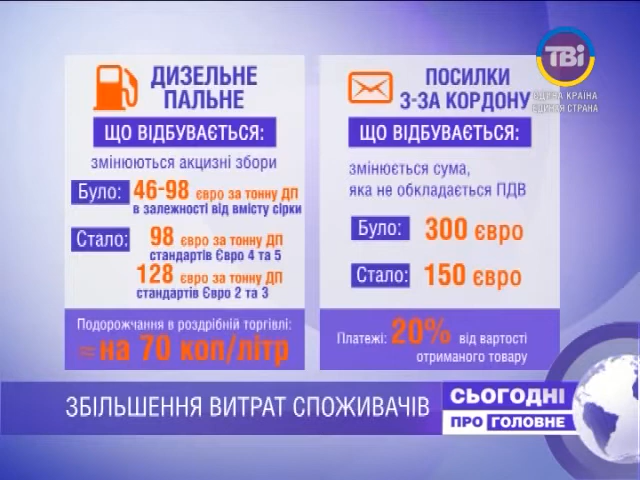 ТВі
ЄДИНА КРАЇНА
ЕДИНАЯ СТРАНА
ДИЗЕЛЬНЕ
ПАЛЬНЕ
ЩО ВІДБУВАЄТЬСЯ:
змінюються акцизні збори
Було: 46-98 євро за тонну ДП
в залежності від вмісту сірки
Стало: 98 євро за тонну ДП
стандартів Євро 4 та 5
128 євро за тонну ДП
стандартів Євро 2 та 3
Подорожчання в роздрібній торгівлі:
≈ на 70 коп/літр
ПОСИЛКИ
З-ЗА КОРДОНУ
ЩО ВІДБУВАЄТЬСЯ:
змінюється сума,
яка не обкладається ПДВ
Було: 300 євро
Стало: 150 євро
Платежі: 20% від вартості
отриманого товару
ЗБІЛЬШЕННЯ ВИТРАТ СПОЖИВАЧІВ
СЬОГОДНІ
ПРО ГОЛОВНЕ